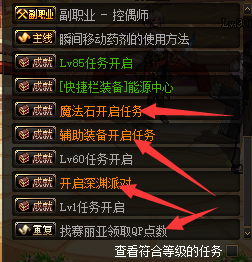 副职业 副职业 - 控偶师
主线 瞬间移动药剂的使用方法
成就 Lv85任务开启
成就 [快捷栏装备]能源中心
成就 魔法石开启任务
成就 辅助装备开启任务
成就 Lv60任务开启
成就 开启深渊派对
成就 Lv1任务开启
重复 找赛丽亚领取QP点数
查看符合等级的任务